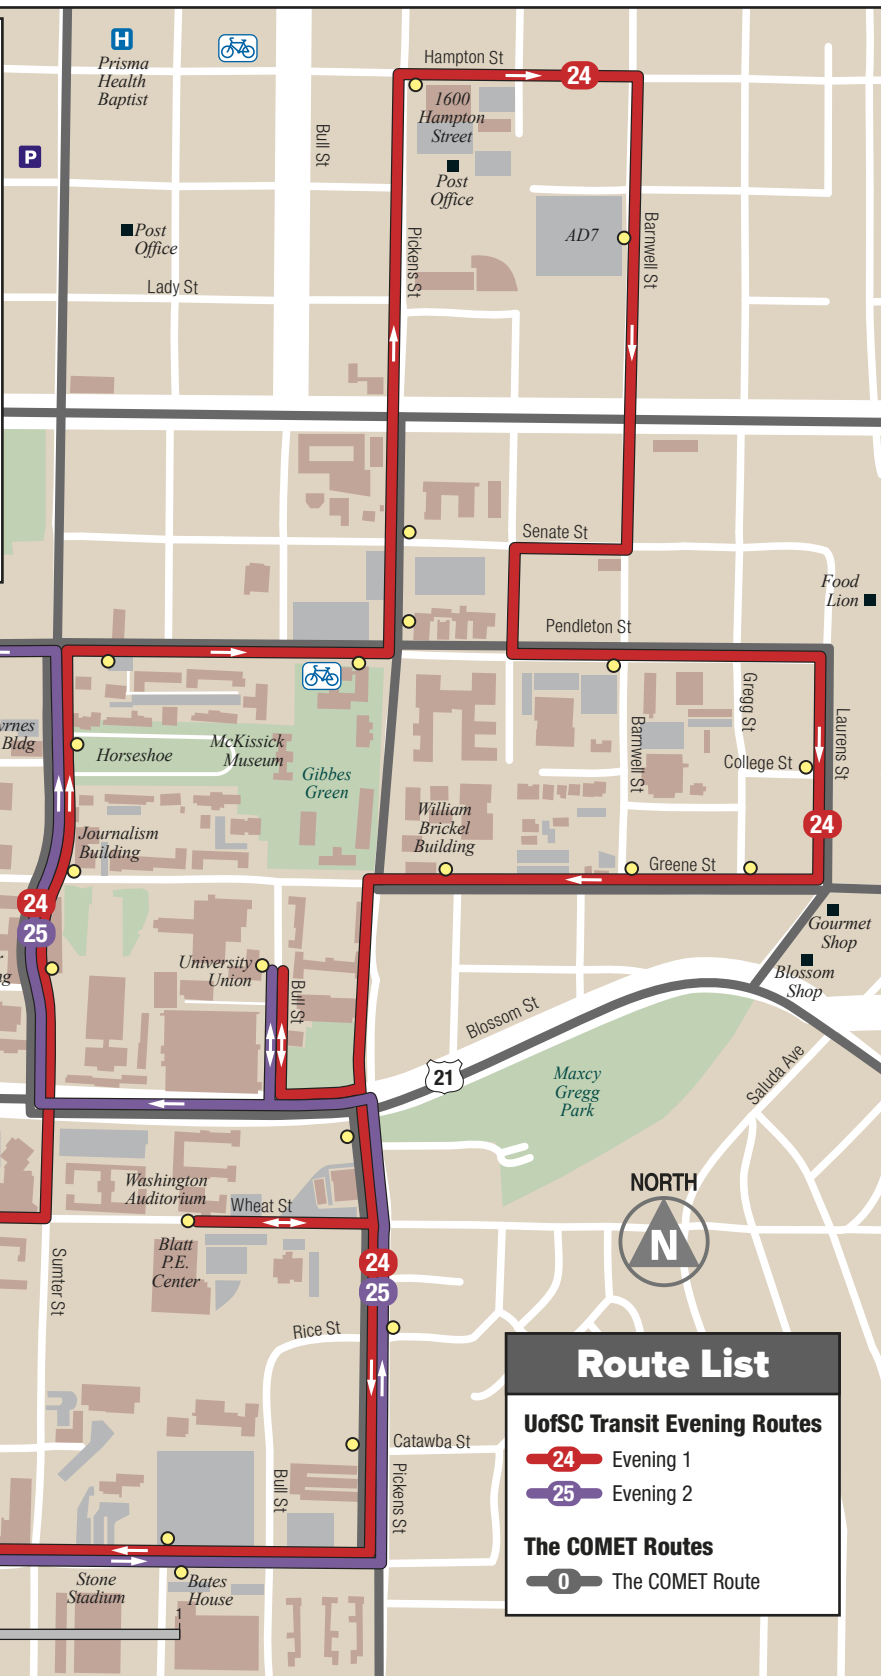 H
Prisma
Health
Baptist
Hampton St
24
1600
Hampton
Street
Bull St
P
Post
Office
Post
Office
AD7
Barnwell St
Pickens St
Lady St
Senate St
Food
Lion
Pendleton St
Bldg
Horseshoe
McKissick
Museum
Gibbes
Green
Gregg St
Laurens St
Barnwell St
College St
William
Brickel
Building
24
Journalism
Building
Greene St
24
25
Gourmet
Shop
University
Union
Bull St
Blossom
Shop
Blossom St
21
Maxcy
Gregg
Park
Saluda Ave
Washington
Auditorium
Wheat St
NORTH
N
Blatt
P.E.
Center
24
25
Sumter St
Rice St
Route List
UofSC Transit Evening Routes
24 Evening 1
25 Evening 2
The COMET Routes
0 The COMET Route
Catawba St
Bull St
Pickens St
Stone
Stadium
Bates
House
1